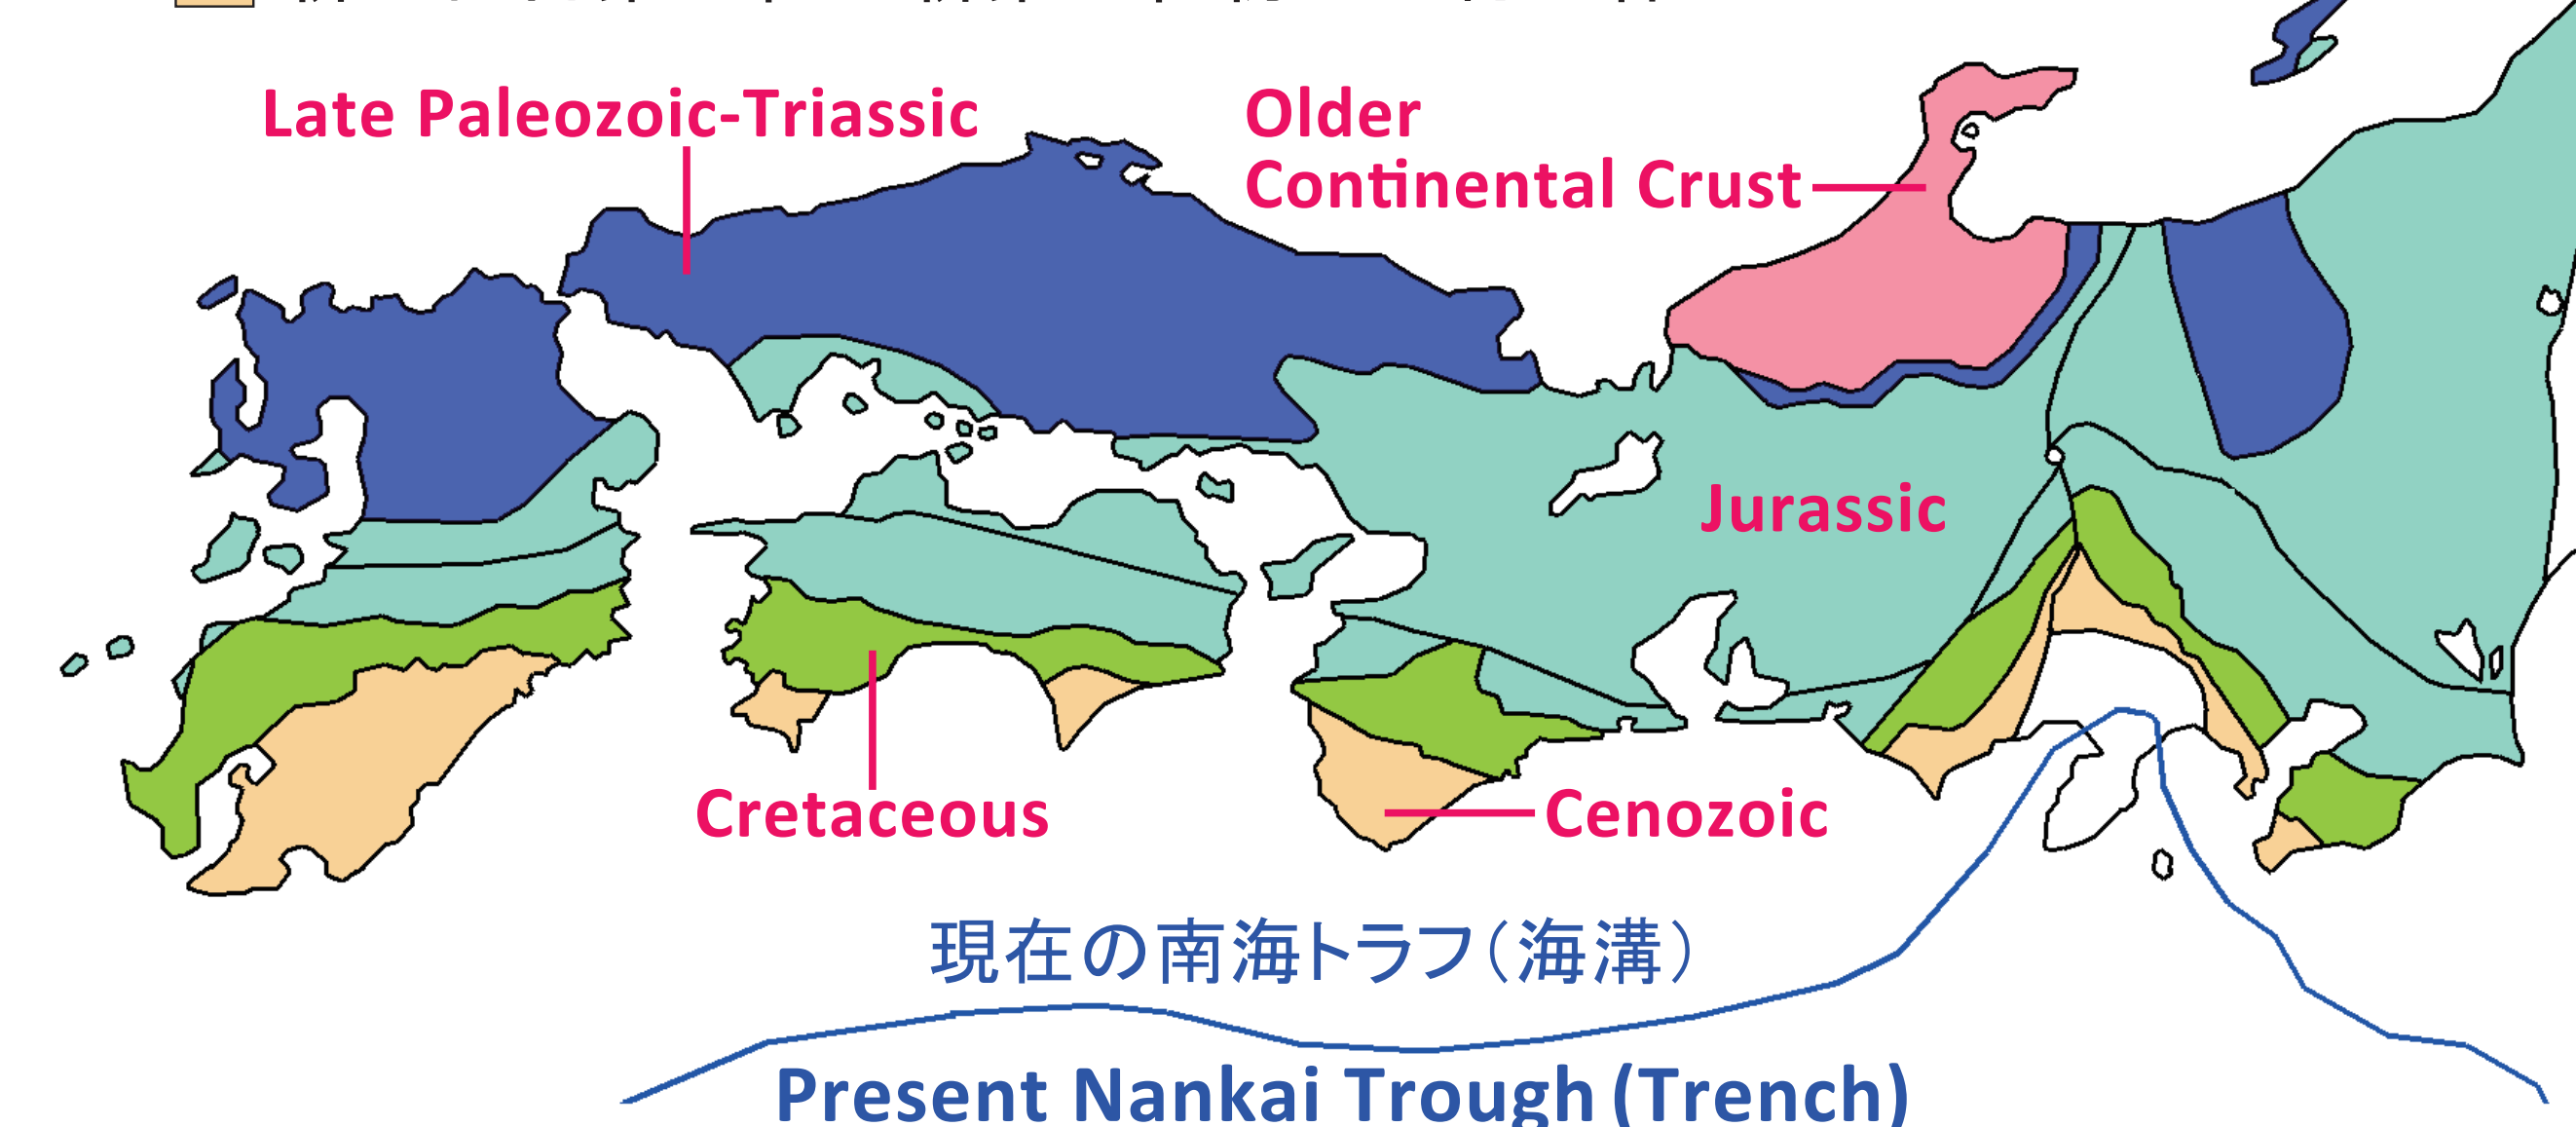 Late Paleozoic-Triassic
Older
Continental Crust
Jurassic
Cretaceous
Cenozoic
現在の南海トラフ（海溝）
Present Nankai Trough (Trench)